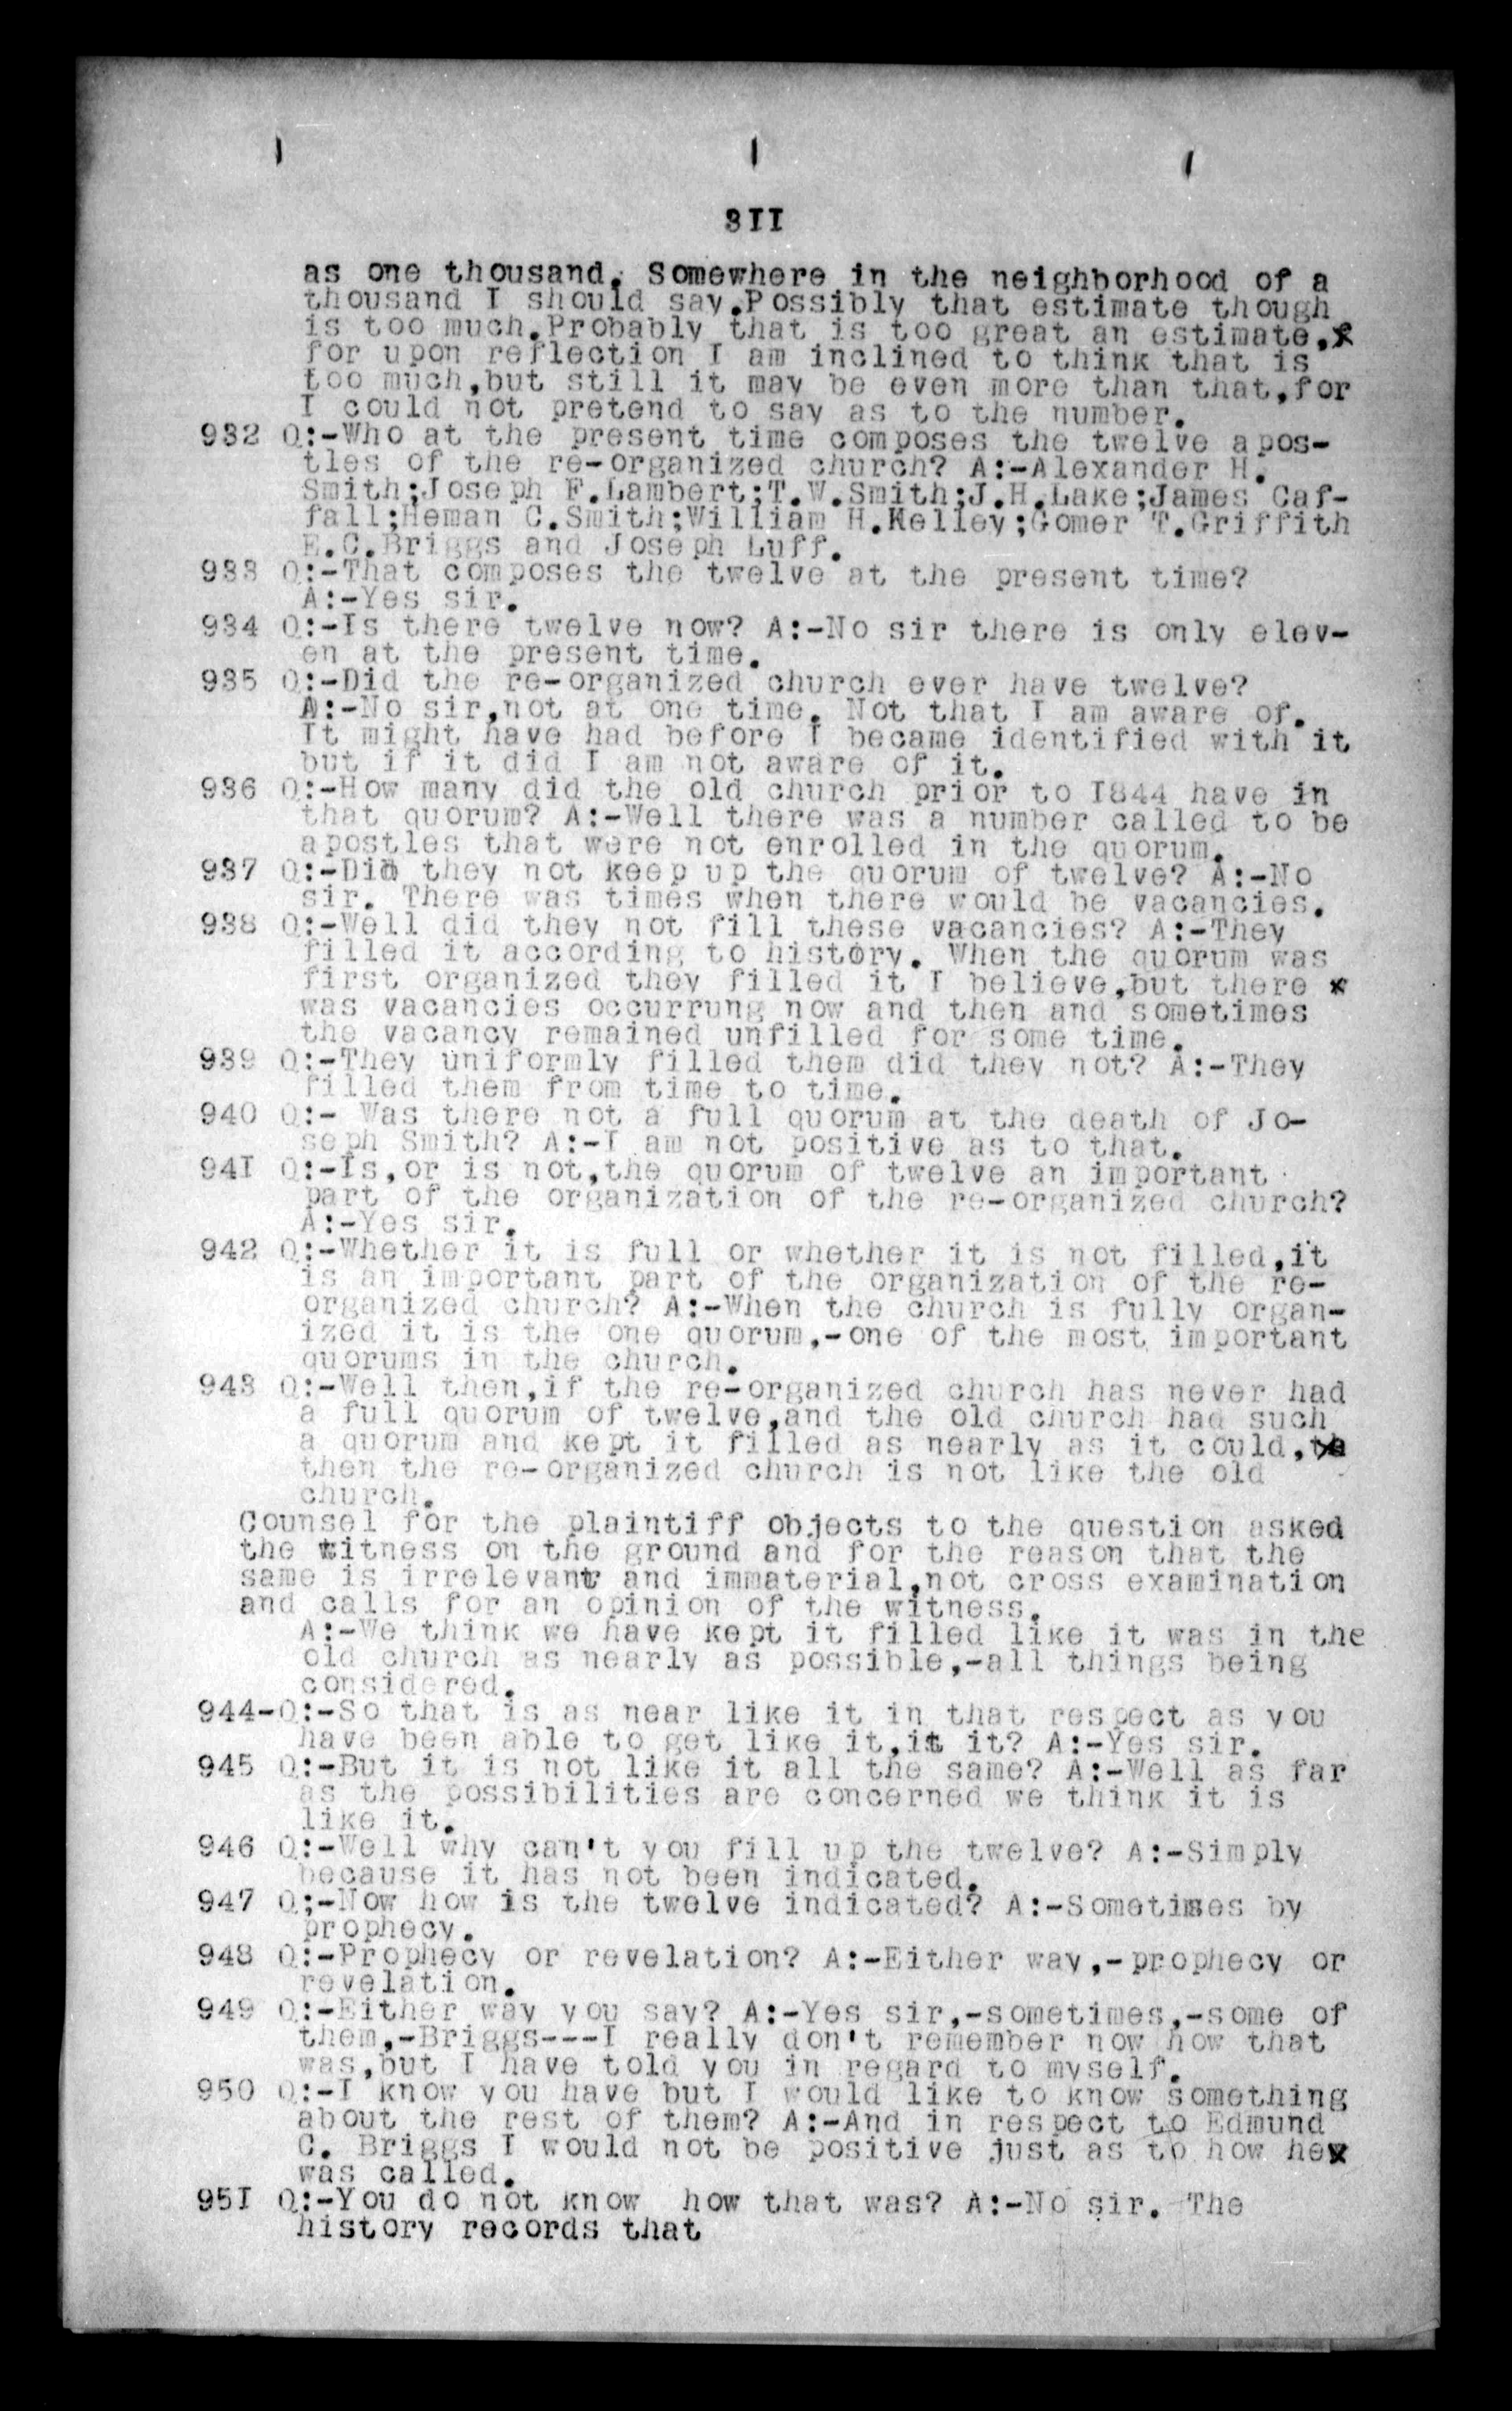 3II
as one thousand. Somewhere in the neighborhood of a
thousand I should say.Possibly that estimate though
is too much.Probably that is too great an estimate,
for upon reflection I am inclined to think that is
too much,but still it may be even more than that,for
I could not pretend to say as to the number.
932 Q:-Who at the present time composes the twelve apos-
tles of the re-organized church? A:-Alexander H.
Smith;Joseph F.Lambert;T.W.Smith;J.H.Lake;James Caf-
fall;Heman C.Smith;William H.Kelley;Gomer T.Griffith
E.C.Briggs and Joseph Luff.
933 Q:-That composes the twelve at the present time?
A:-Yes sir.
934 Q:-Is there twelve now? A:-No sir there is only elev-
en at the present time.
935 Q:-Did the re-organized church ever have twelve?
A:-No sir,not at one time. Not that I am aware of.
It might have had before I became identified with it
but if it did I am not aware of it.
936 Q:-How many did the old church prior to I844 have in
that quorum? A:-Well there was a number called to be
apostles that were not enrolled in the quorum.
937 Q:-Did they not keep up the quorum of twelve? A:-No
sir. There was times when there would be vacancies.
938 Q:-Well did they not fill these vacancies? A:-They
filled it according to history. When the quorum was
first organized they filled it I believe,but there x
was vacancies occurrung now and then and sometimes
the vacancy remained unfilled for some time.
939 Q:-They uniformly filled them did they not? A:-They
filled them from time to time.
940 Q:- Was there not a full quorum at the death of Jo-
seph Smith? A:-I am not positive as to that.
94I Q:-Is,or is not,the quorum of twelve an important
part of the organization of the re-organized church?
A:-Yes sir.
942 Q:-Whether it is full or whether it is not filled,it
is an important part of the organization of the re-
organized church? A:-When the church is fully organ-
ized it is the one quorum,-one of the most important
quorums in the church.
943 Q:-Well then,if the re-organized church has never had
a full quorum of twelve,and the old church had such
a quorum and kept it filled as nearly as it could,
then the re-organized church is not like the old
church.
Counsel for the plaintiff objects to the question asked
the witness on the ground and for the reason that the
same is irrelevant and immaterial,not cross examination
and calls for an opinion of the witness.
A:-We think we have kept it filled like it was in the
old church as nearly as possible,-all things being
considered.
944-Q:-So that is as near like it in that respect as you
have been able to get like it,is it? A:-Yes sir.
945 Q:-But it is not like it all the same? A:-Well as far
as the possibilities are concerned we think it is
like it.
946 Q:-Well why can't you fill up the twelve? A:-Simply
because it has not been indicated.
947 Q;-Now how is the twelve indicated? A:-Sometimes by
prophecy.
948 Q:-Prophecy or revelation? A:-Either way,-prophecy or
revelation.
949 Q:-Either way you say? A:-Yes sir,-sometimes,-some of
them,-Briggs---I really don't remember now how that
was,but I have told you in regard to myself.
950 Q:-I know you have but I would like to know something
about the rest of them? A:-And in respect to Edmund
C. Briggs I would not be positive just as to how he
was called.
95I Q:-You do not know how that was? A:-No sir. The
history records that